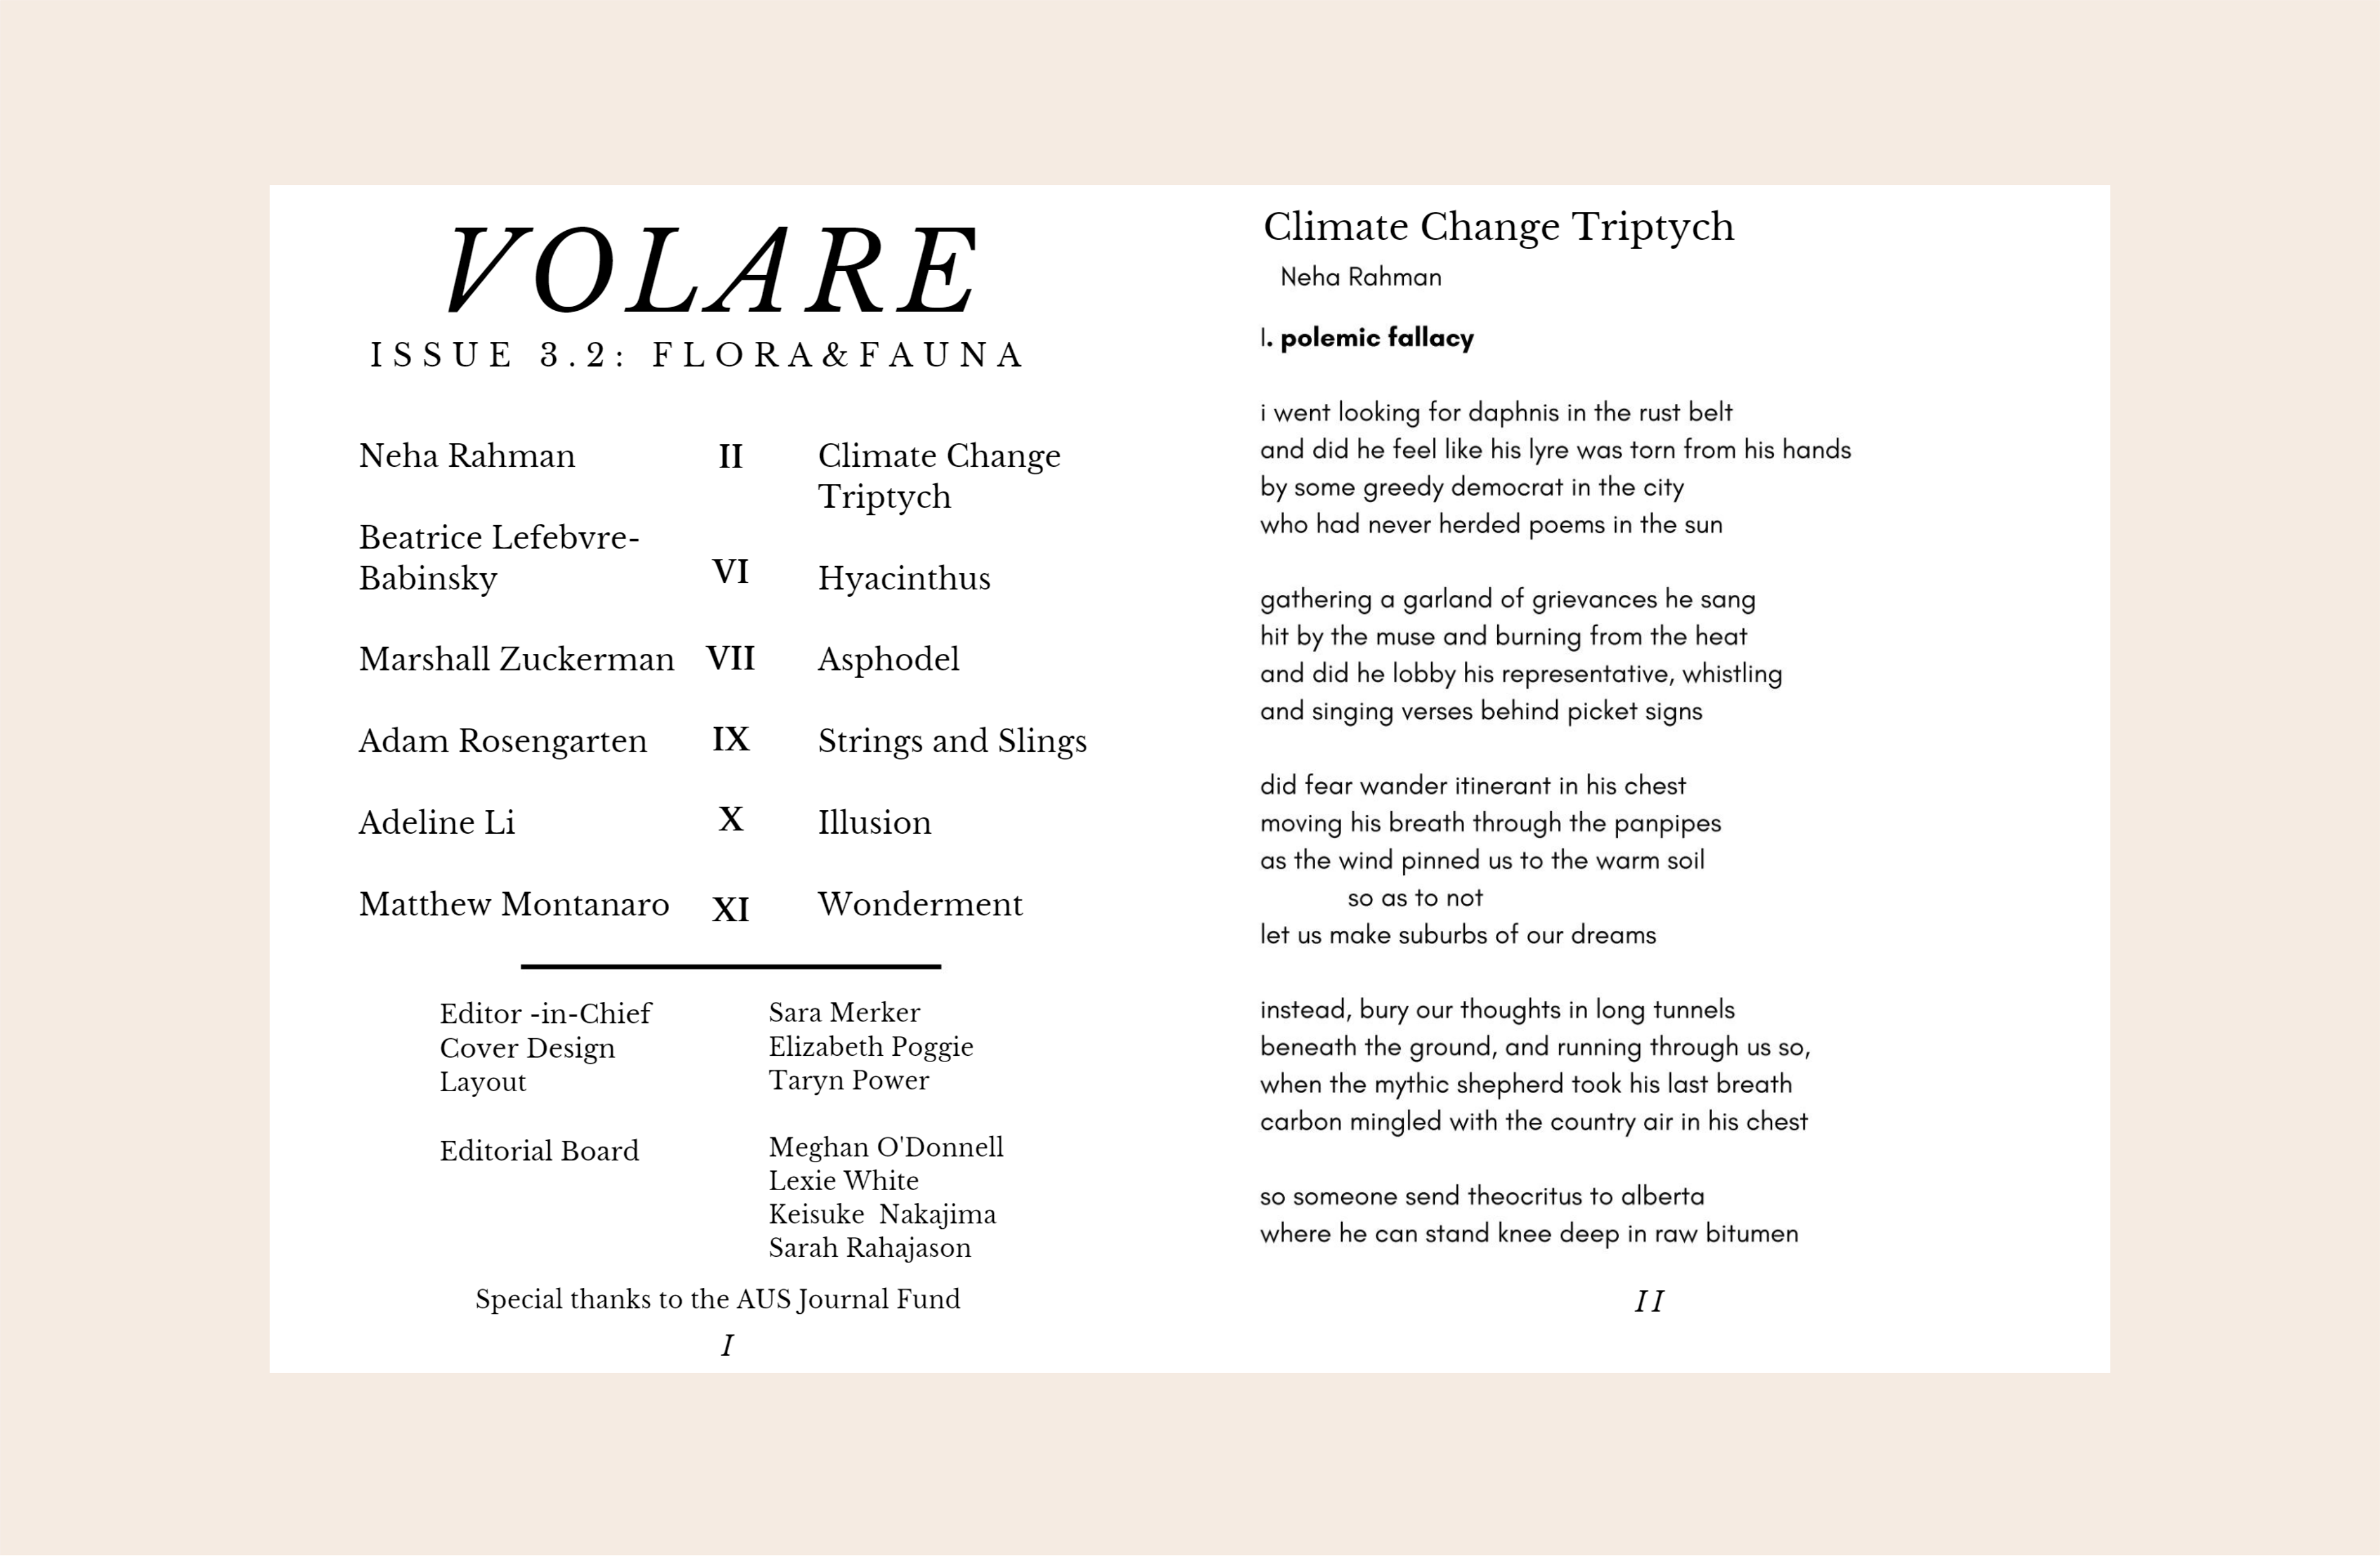 VOLARE
ISSUE 3.2: FLORA&FAUNA
Neha Rahman II Climate Change
Triptych
Beatrice Lefebvre-
Babinsky VI Hyacinthus
Marshall Zuckerman VII Asphodel
Adam Rosengarten IX Strings and Slings
Adeline Li X Illusion
Matthew Montanaro XI Wonderment
Editor -in-Chief Sara Merker
Cover Design Elizabeth Poggie
Layout Taryn Power
Editorial Board Meghan O'Donnell
Lexie White
Keisuke  Nakajima
Sarah Rahajason
Special thanks to the AUS Journal Fund
I
Climate Change Triptych
Neha Rahman
I. polemic fallacy
i went looking for daphnis in the rust belt
and did he feel like his lyre was torn from his hands
by some greedy democrat in the city
who had never herded poems in the sun
gathering a garland of grievances he sang
hit by the muse and burning from the heat
and did he lobby his representative, whistling
and singing verses behind picket signs
did fear wander itinerant in his chest
moving his breath through the panpipes
as the wind pinned us to the warm soil
so as to not
let us make suburbs of our dreams
instead, bury our thoughts in long tunnels
beneath the ground, and running through us so,
when the mythic shepherd took his last breath
carbon mingled with the country air in his chest
so someone send theocritus to alberta
where he can stand knee deep in raw bitumen
II